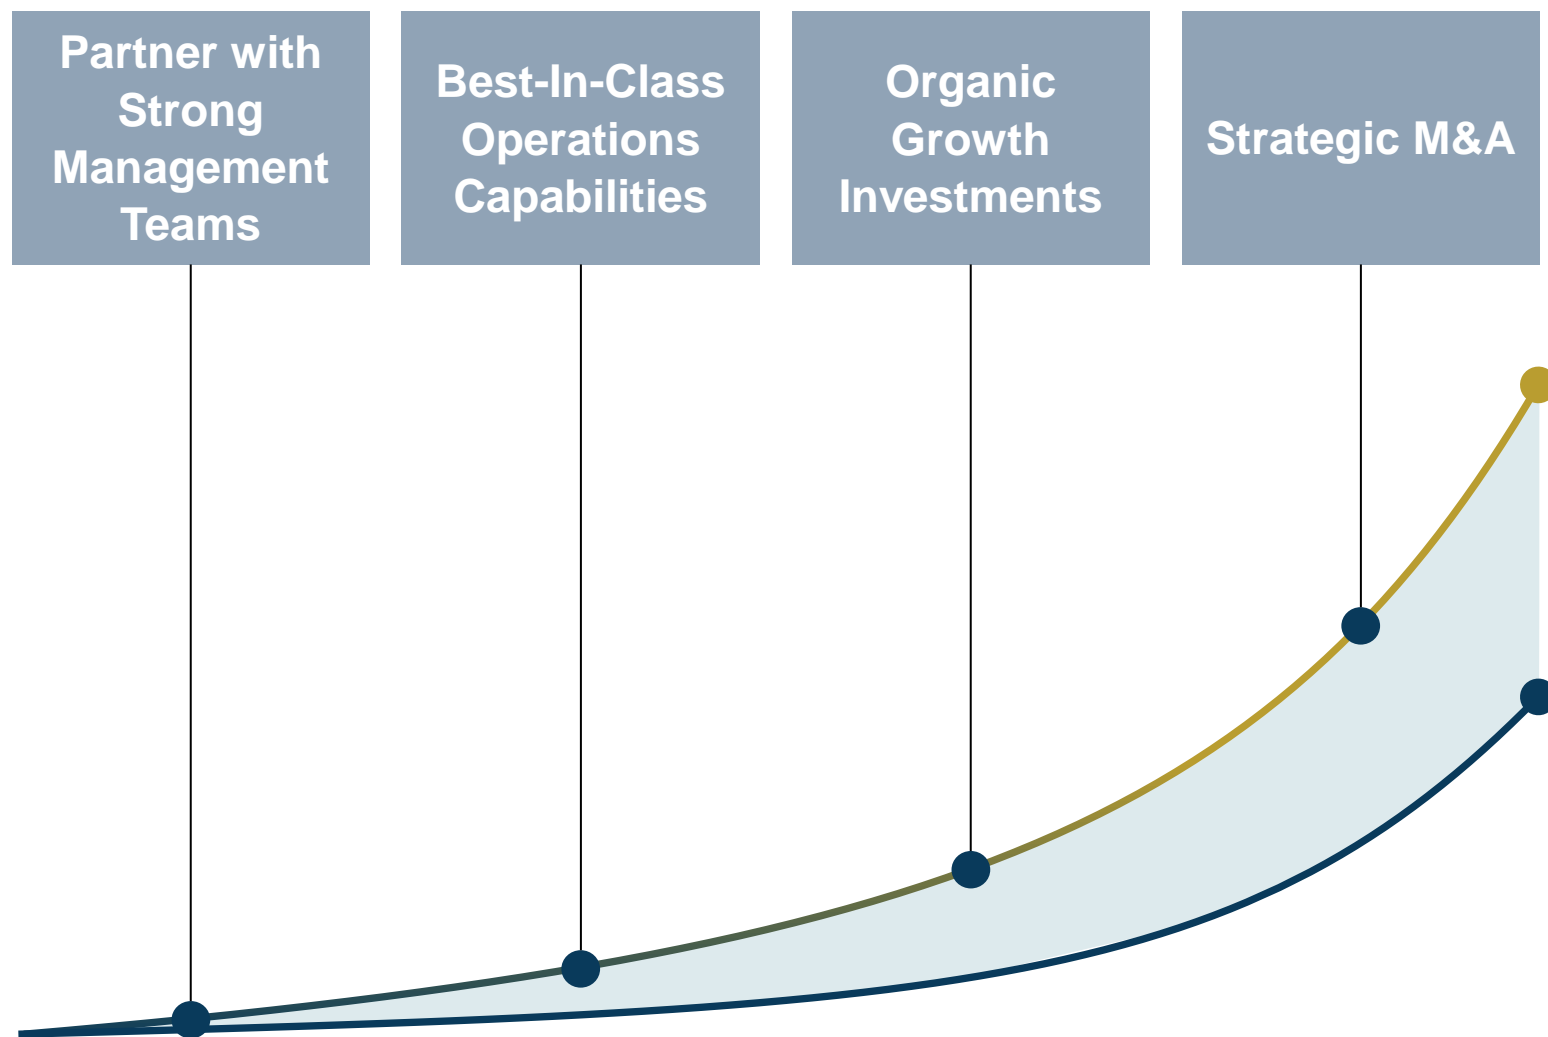 Partner with
Strong
Management
Teams
Best-In-Class
Operations
Capabilities
Organic
Growth
Investments
Strategic M&A